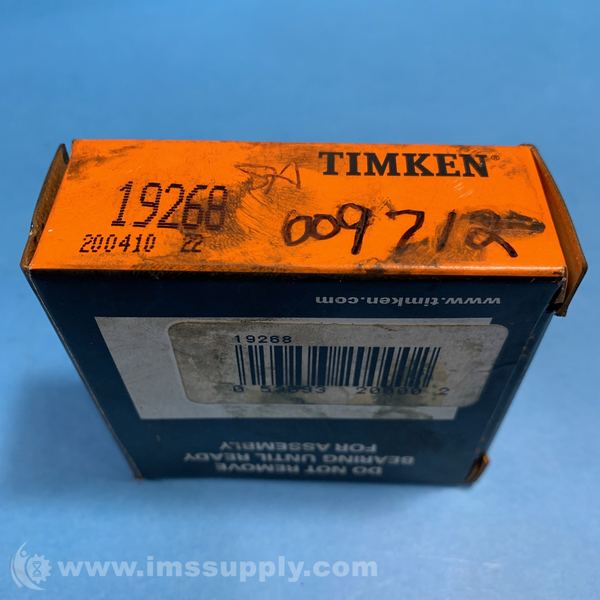 TIMKEN
19268
200410 22
009712
www.timken.com
19268
DO NOT REMOVE
BEARING UNTIL READY
FOR ASSEMBLY
www.imssupply.com